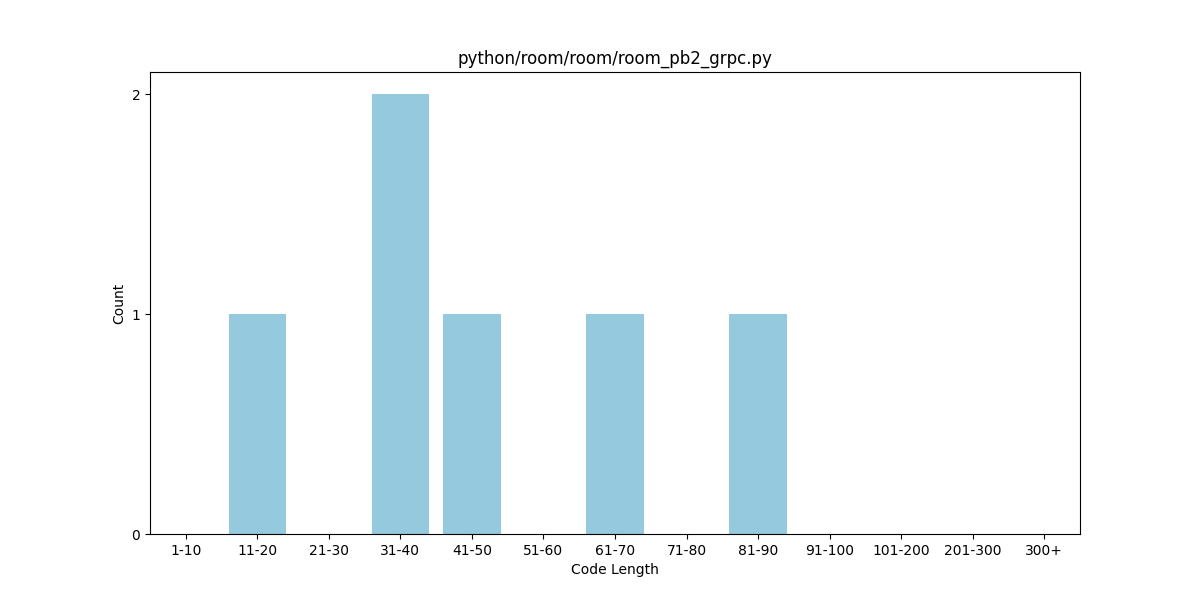 python/room/room/room_pb2_grpc.py
2
1
0
Count
1-10 11-20 21-30 31-40 41-50 51-60 61-70 71-80 81-90 91-100 101-200 201-300 300+
Code Length